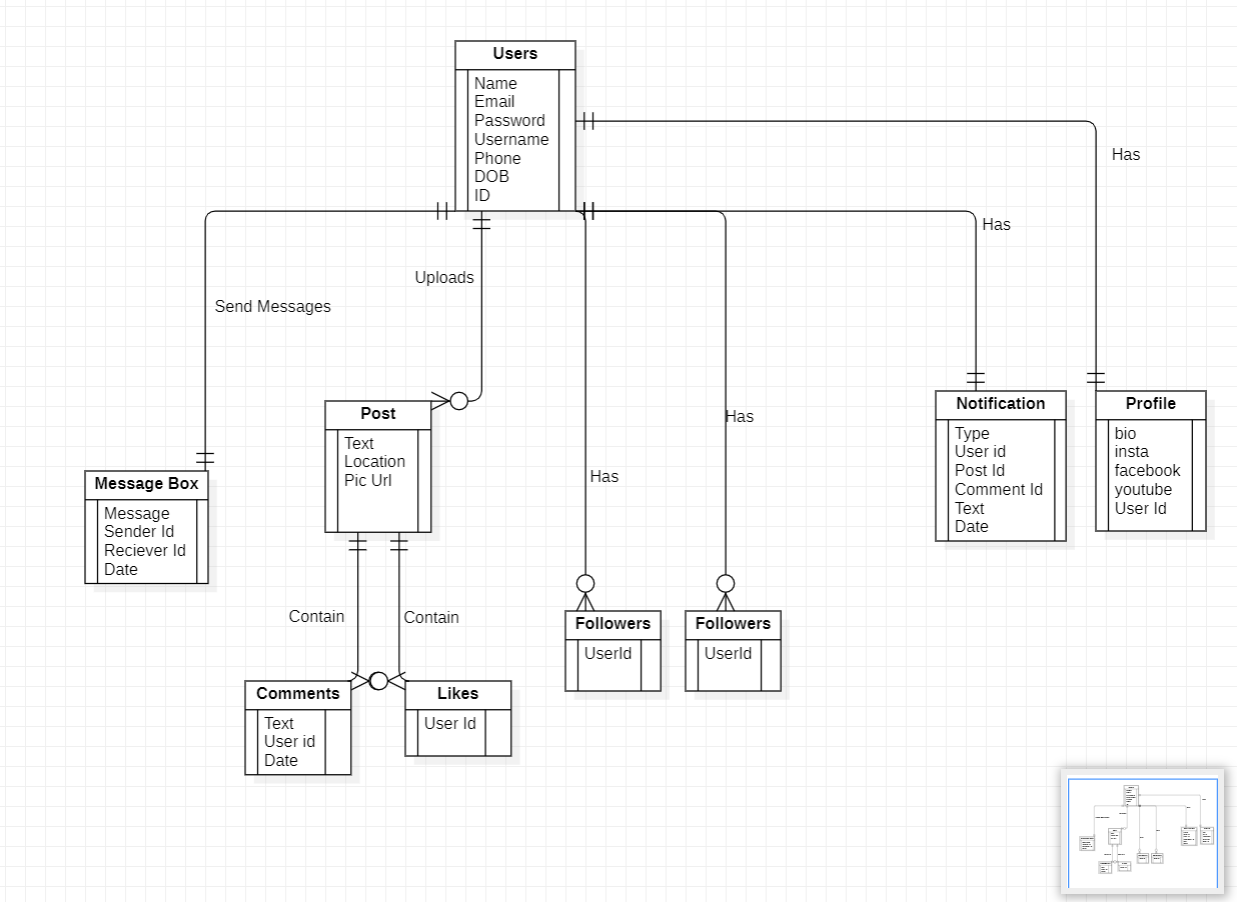 Users
Name
Email
Password
Username
Phone
DOB
ID
Has
Has
Uploads
Send Messages
Post
Text
Location
Pic Url
Has
Has
Notification
Type
User id
Post Id
Comment Id
Text
Date
Profile
bio
insta
facebook
youtube
User Id
Message Box
Message
Sender Id
Reciever Id
Date
Contain
Contain
Followers
UserId
Followers
UserId
Comments
Text
User id
Date
Likes
User Id